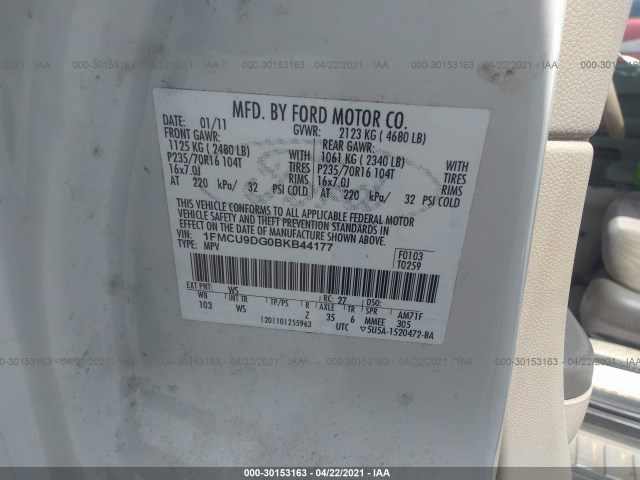 000-30153163 - 04/22/2021 - IAA
MFD. BY FORD MOTOR CO.
DATE: 01/11 GVWR: 2123 KG ( 4680 LB)
FRONT GAWR: REAR GAWR:
1125 KG ( 2480 LB) WITH 1061 KG ( 2340 LB) WITH
P235/70R16 104T TIRES P235/70R16 104T TIRES
16x7.0J RIMS 16x7.0J RIMS
AT 220 kPa/ 32 PSI COLD AT 220 kPa/ 32 PSI COLD
THIS VEHICLE CONFORMS TO ALL APPLICABLE FEDERAL MOTOR
VEHICLE SAFETY AND THEFT PREVENTION STANDARDS IN
EFFECT ON THE DATE OF MANUFACTURE SHOWN ABOVE.
VIN: 1FMCU9DG0BKB44177
TYPE: MPV
F0103
T0259
EXT PNT: WS RC: 27 DSO:
WB INT TR TP/PS R AXLE TR SPR AM71F
103 WS Z 35 6 MMEE 305
1201101255963 UTC ▽5U5A-1520472-BA
000-30153163 - 04/22/2021 - IAA